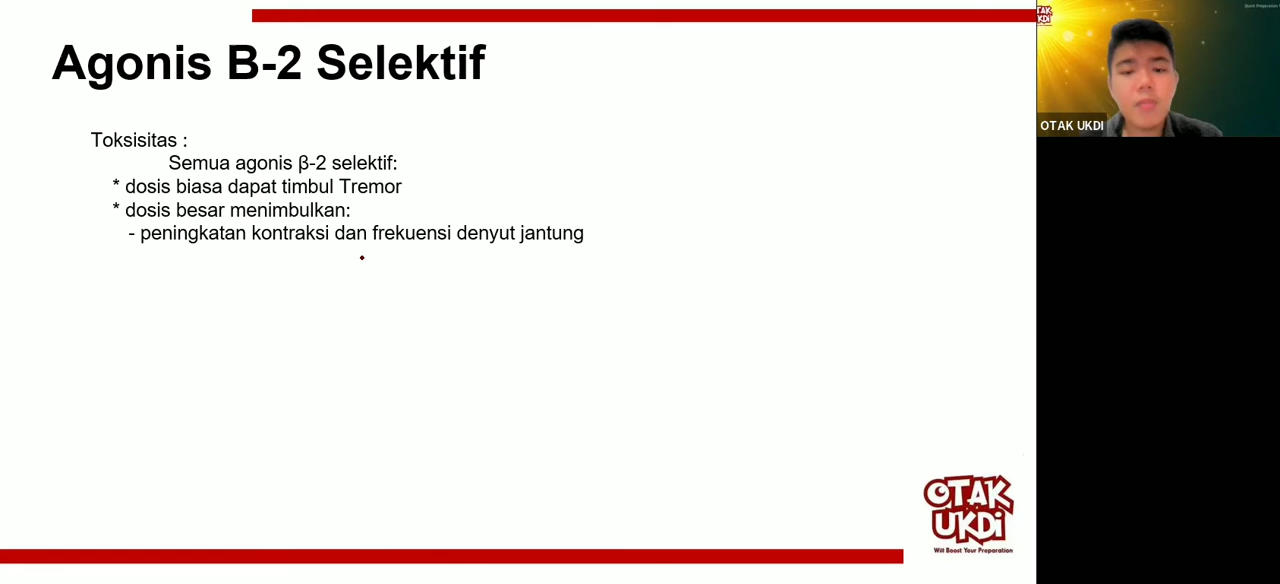 Agonis B-2 Selektif
Toksisitas :
Semua agonis β-2 selektif:
* dosis biasa dapat timbul Tremor
* dosis besar menimbulkan:
- peningkatan kontraksi dan frekuensi denyut jantung
OTAK UKDI
OTAK
UKDi
Will Boost Your Preparation